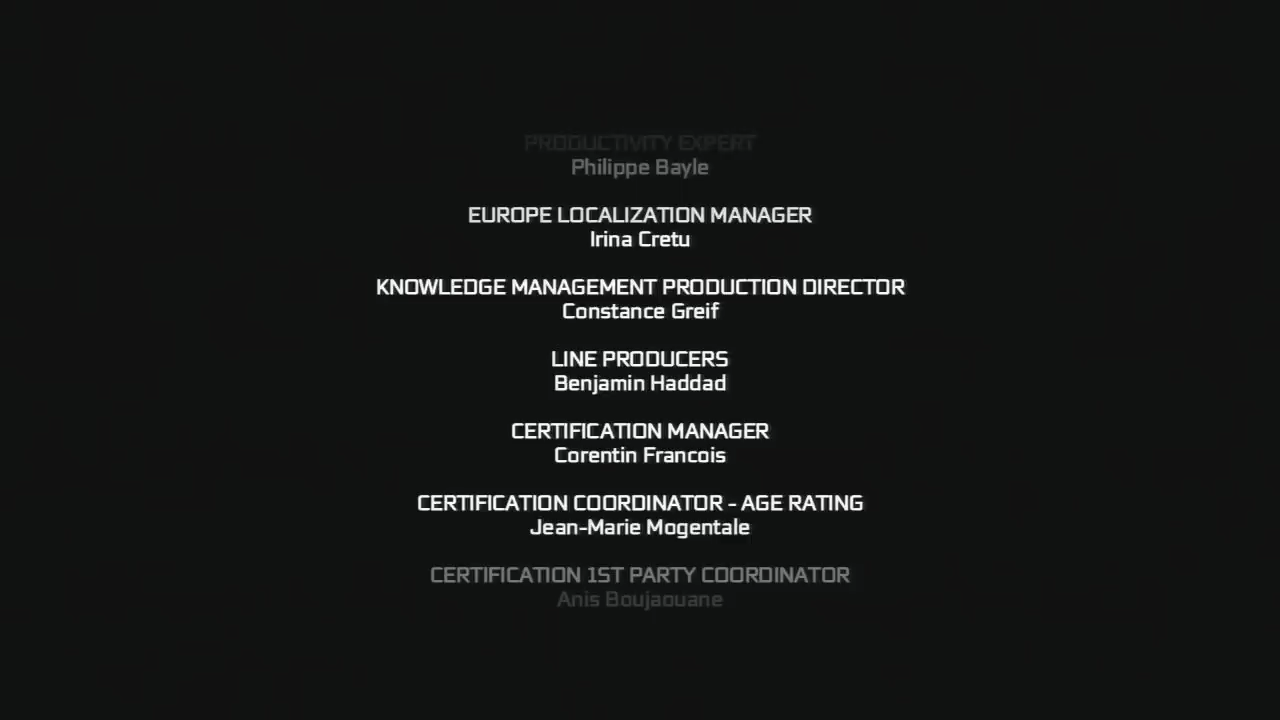 PRODUCTIVITY EXPERT
Philippe Bayle
EUROPE LOCALIZATION MANAGER
Irina Cretu
KNOWLEDGE MANAGEMENT PRODUCTION DIRECTOR
Constance Greif
LINE PRODUCERS
Benjamin Haddad
CERTIFICATION MANAGER
Corentin Francois
CERTIFICATION COORDINATOR - AGE RATING
Jean-Marie Mogentale
CERTIFICATION 1ST PARTY COORDINATOR
Anis Boujaouane